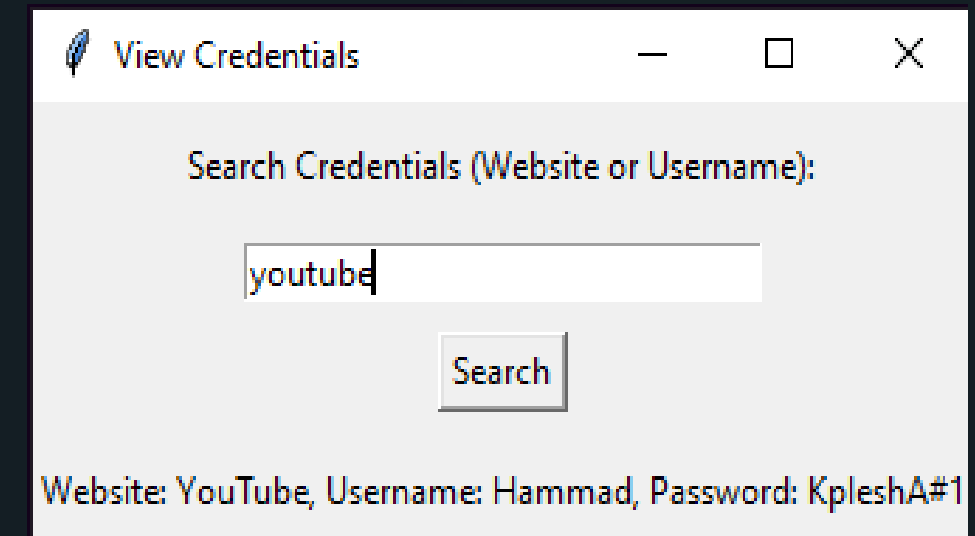 View Credentials
Search Credentials (Website or Username):
youtube
Search
Website: YouTube, Username: Hammad, Password: KpleshA#1